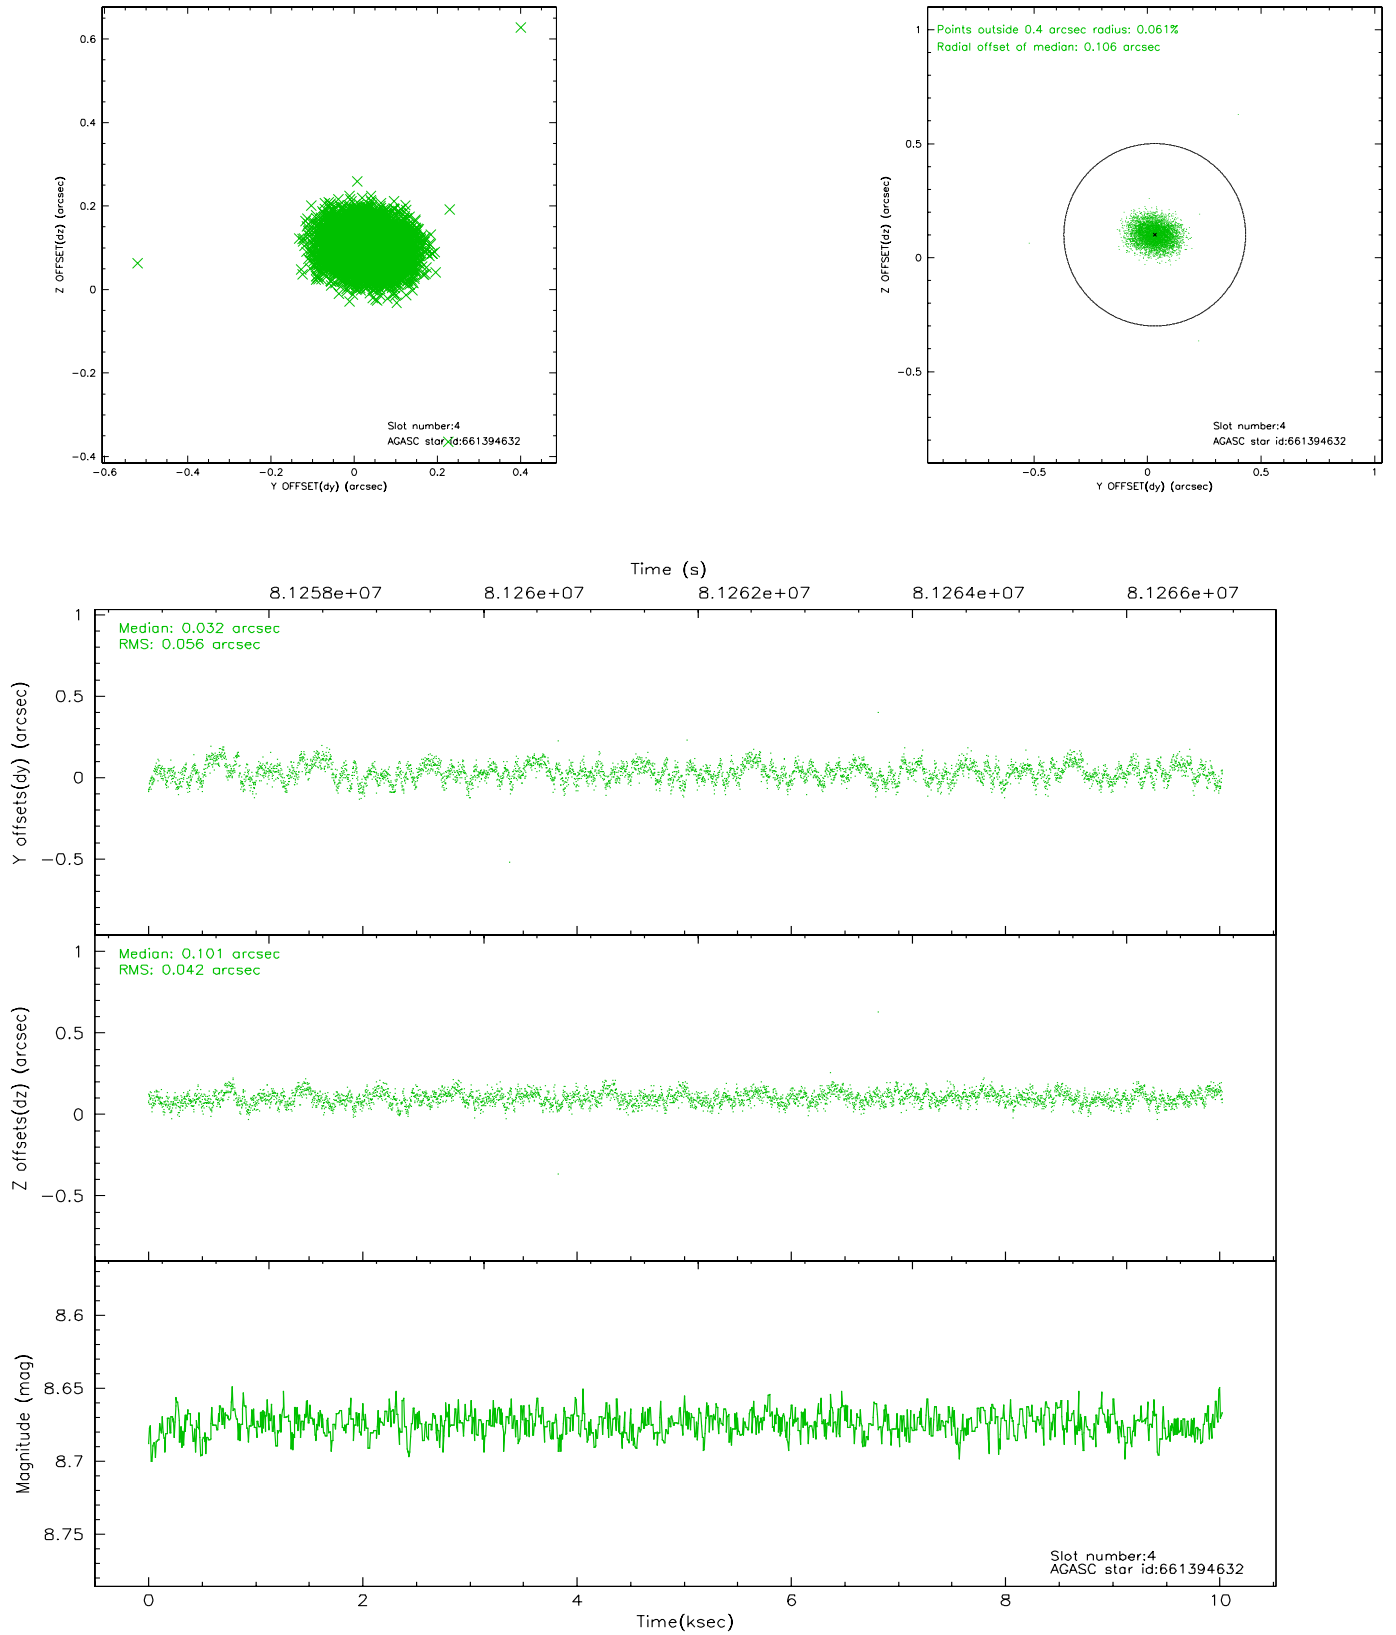 0.6
0.4
0.2
0
-0.2
-0.4
-0.6
-0.4
-0.2
0
0.2
0.4
Z OFFSET(dz) (arcsec)
Y OFFSET(dy) (arcsec)
Slot number:4
AGASC star id:661394632
Points outside 0.4 arcsec radius: 0.061%
Radial offset of median: 0.106 arcsec
1
0.5
0
-0.5
-0.5
0
0.5
1
Z OFFSET(dz) (arcsec)
Y OFFSET(dy) (arcsec)
Slot number:4
AGASC star id:661394632
Time (s)
8.1258e+07
8.126e+07
8.1262e+07
8.1264e+07
8.1266e+07
Median: 0.032 arcsec
RMS: 0.056 arcsec
1
0.5
0
-0.5
Y offsets(dy) (arcsec)
Median: 0.101 arcsec
RMS: 0.042 arcsec
1
0.5
0
-0.5
Z offsets(dz) (arcsec)
8.6
8.65
8.7
8.75
Magnitude (mag)
Slot number:4
AGASC star id:661394632
0
2
4
6
8
10
Time(ksec)